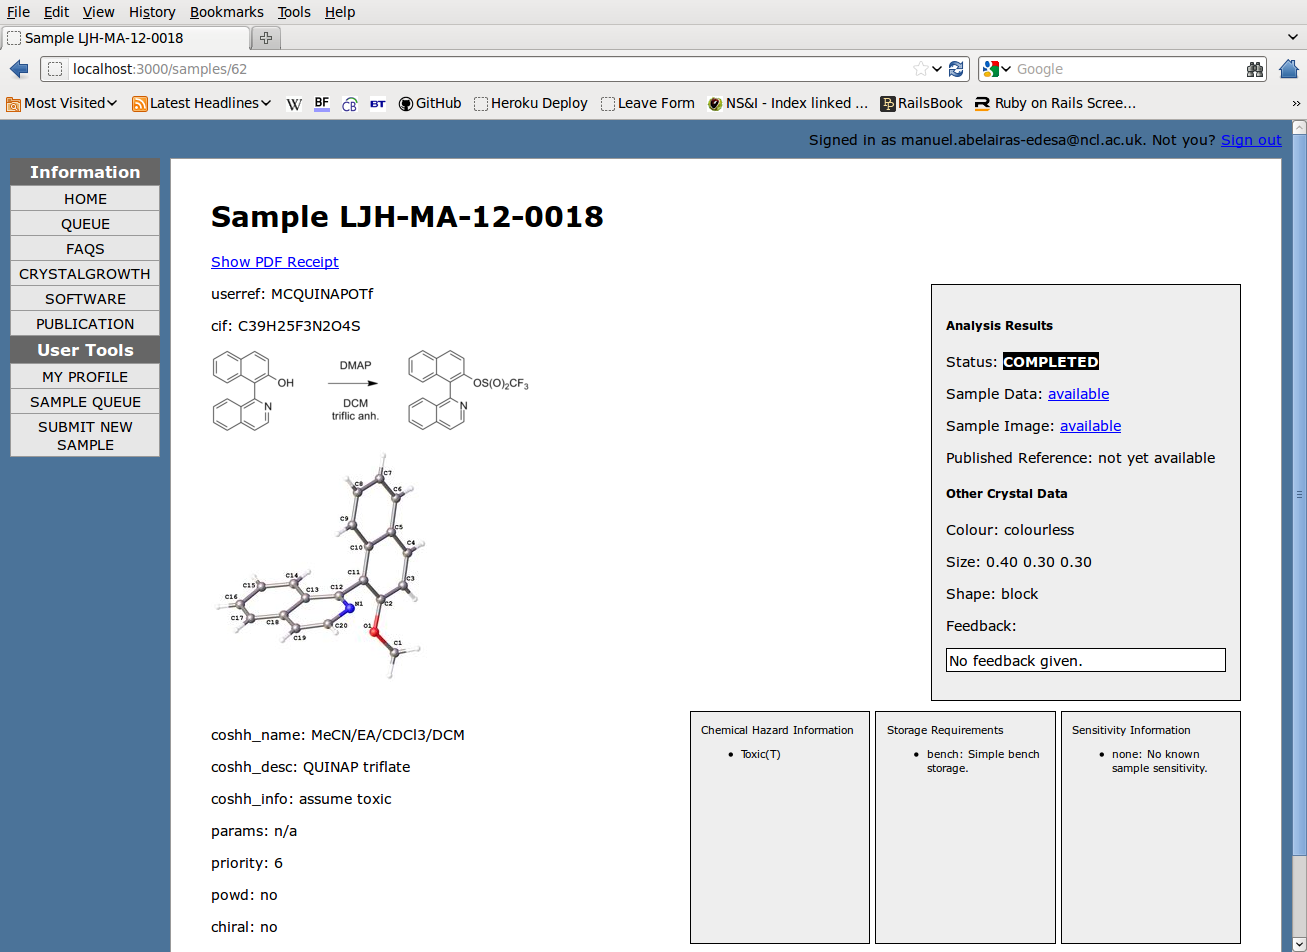 File Edit View History Bookmarks Tools Help
Sample LJH-MA-12-0018
localhost:3000/samples/62
Google
Most Visited Latest Headlines W BF CB BT GitHub Heroku Deploy Leave Form NS&I - Index linked ... RailsBook Ruby on Rails Scree... »
Signed in as manuel.abelairas-edesa@ncl.ac.uk. Not you? Sign out
Information
HOME
QUEUE
FAQS
CRYSTALGROWTH
SOFTWARE
PUBLICATION
User Tools
MY PROFILE
SAMPLE QUEUE
SUBMIT NEW
SAMPLE
Sample LJH-MA-12-0018
Show PDF Receipt
userref: MCQUINAPOTf
cif: C39H25F3N2O4S
OH
N
DMAP
DCM
triflic anh.
OS(O)2CF3
N
C7
C8
C6
C9
C5
C10
C4
C11
C3
C14
C15
C13
C12
C16
N1
C2
C17
C18
C20
O1
C19
C1
Analysis Results
Status: COMPLETED
Sample Data: available
Sample Image: available
Published Reference: not yet available
Other Crystal Data
Colour: colourless
Size: 0.40 0.30 0.30
Shape: block
Feedback:
No feedback given.
coshh_name: MeCN/EA/CDCl3/DCM
coshh_desc: QUINAP triflate
coshh_info: assume toxic
params: n/a
priority: 6
powd: no
chiral: no
Chemical Hazard Information
• Toxic(T)
Storage Requirements
• bench: Simple bench
storage.
Sensitivity Information
• none: No known
sample sensitivity.